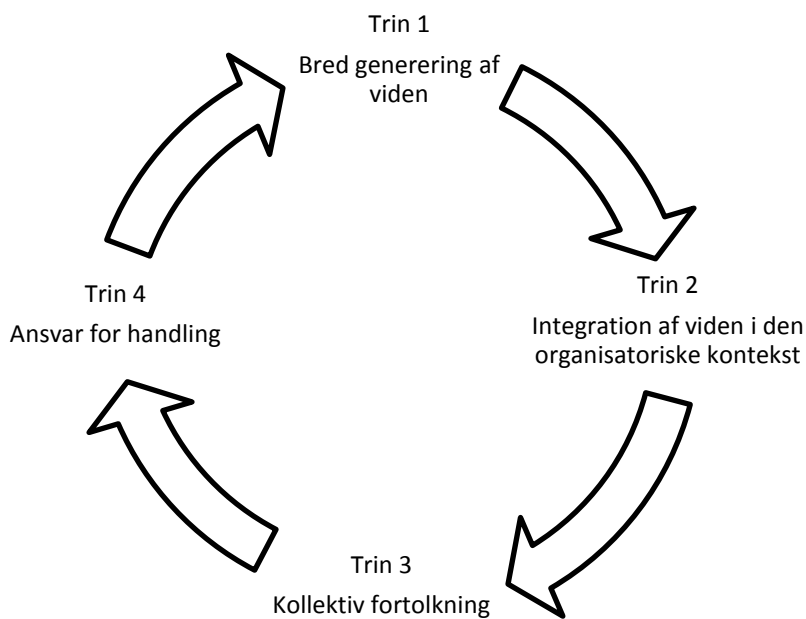 Trin 1
Bred generering af
viden
Trin 2
Integration af viden i den
organisatoriske kontekst
Trin 3
Kollektiv fortolkning
Trin 4
Ansvar for handling